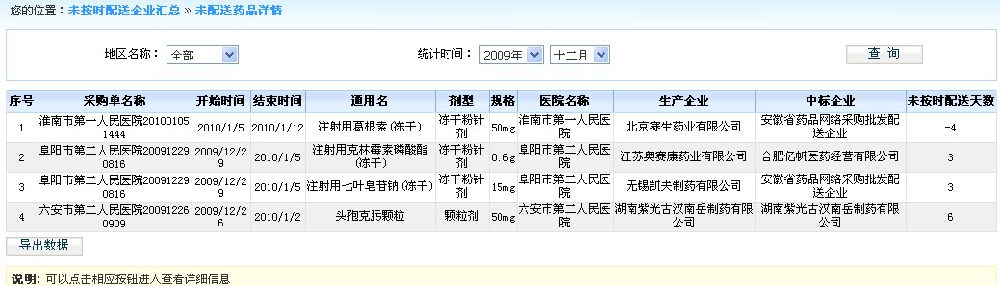 您的位置：未按时配送企业汇总 » 未配送药品详情
地区名称： 全部 统计时间： 2009年 十二月 查 询
序号 采购单名称 开始时间 结束时间 通用名 剂型 规格 医院名称 生产企业 中标企业 未按时配送天数
1 淮南市第一人民医院20100105 2010/1/5 2010/1/12 注射用葛根素(冻干) 冻干粉针 50mg 淮南市第一人民医 北京赛生药业有限公司 安徽省药品网络采购批发配 -4
1444 剂 院 送企业
2 阜阳市第二人民医院20091229 2009/12/2 2010/1/5 注射用克林霉素磷酸酯 冻干粉针 0.6g 阜阳市第二人民医 江苏奥赛康药业有限公司 合肥亿帆医药经营有限公司 3
0816 9 (冻干) 剂 院
3 阜阳市第二人民医院20091229 2009/12/2 2010/1/5 注射用七叶皂苷钠(冻干) 冻干粉针 15mg 阜阳市第二人民医 无锡凯夫制药有限公司 安徽省药品网络采购批发配 3
0816 9 剂 院 送企业
4 六安市第二人民医院20091226 2009/12/2 2010/1/2 头孢克肟颗粒 颗粒剂 50mg 六安市第二人民医 湖南紫光古汉南岳制药有限 湖南紫光古汉南岳制药有限 6
0909 6 院 公司 公司
导出数据
说明: 可以点击相应按钮进入查看详细信息